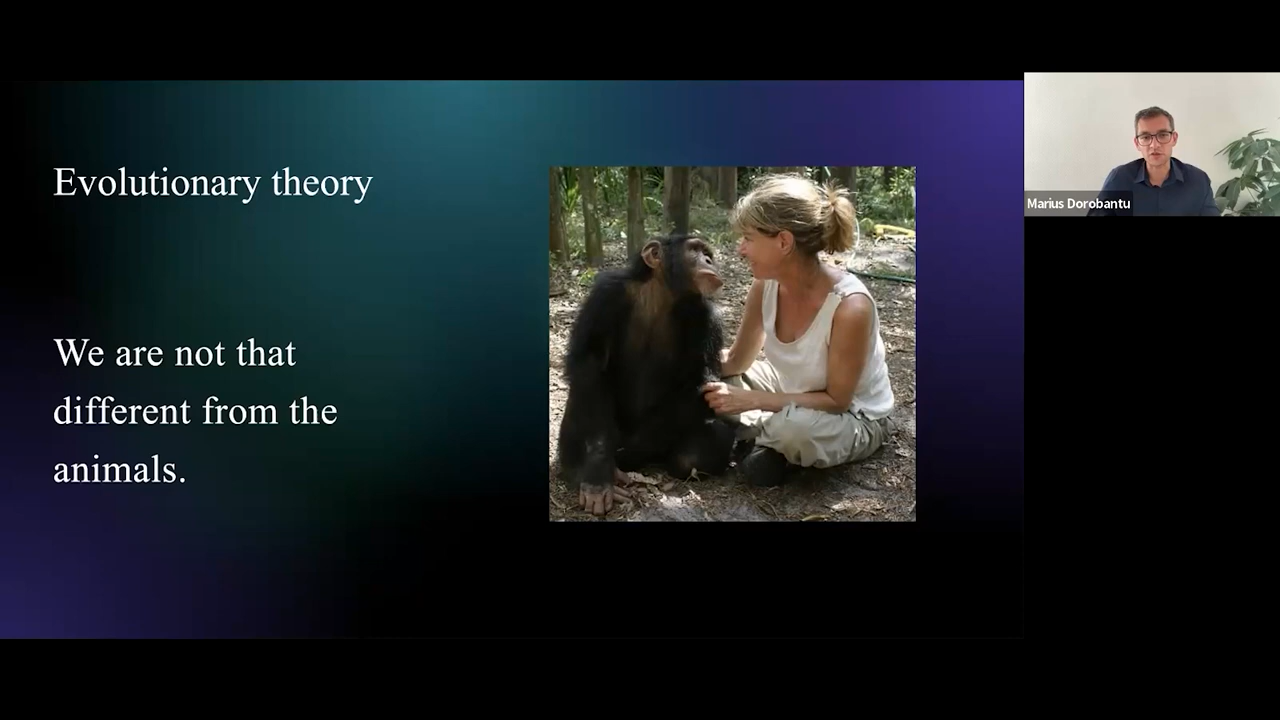 Evolutionary theory
We are not that
different from the
animals.
Marius Dorobantu